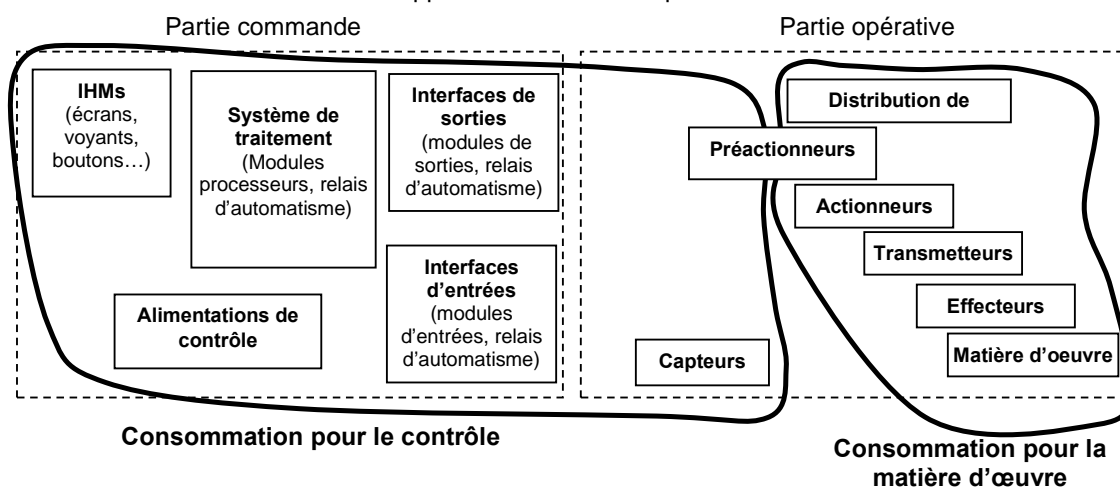 Partie commande
Partie opérative
IHMs
(écrans,
voyants,
boutons…)
Système de
traitement
(Modules
processeurs, relais
d'automatisme)
Interfaces de
sorties
(modules de
sorties, relais
d'automatisme)
Distribution de
Préactionneurs
Actionneurs
Transmetteurs
Effecteurs
Matière d'oeuvre
Alimentations de
contrôle
Interfaces
d'entrées
(modules
d'entrées, relais
d'automatisme)
Capteurs
Consommation pour le contrôle
Consommation pour la
matière d'œuvre